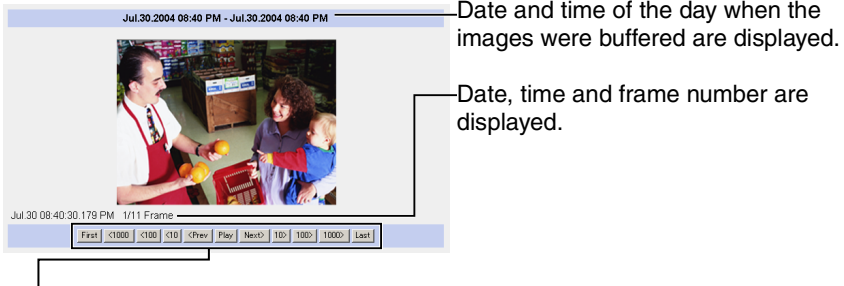 Jul.30.2004 08:40 PM - Jul.30.2004 08:40 PM
Date and time of the day when the
images were buffered are displayed.
Date, time and frame number are
displayed.
Jul.30 08:40:30.179 PM 1/11 Frame
First <1000 <100 <10 <Prev Play Next> 10> 100> 1000> Last